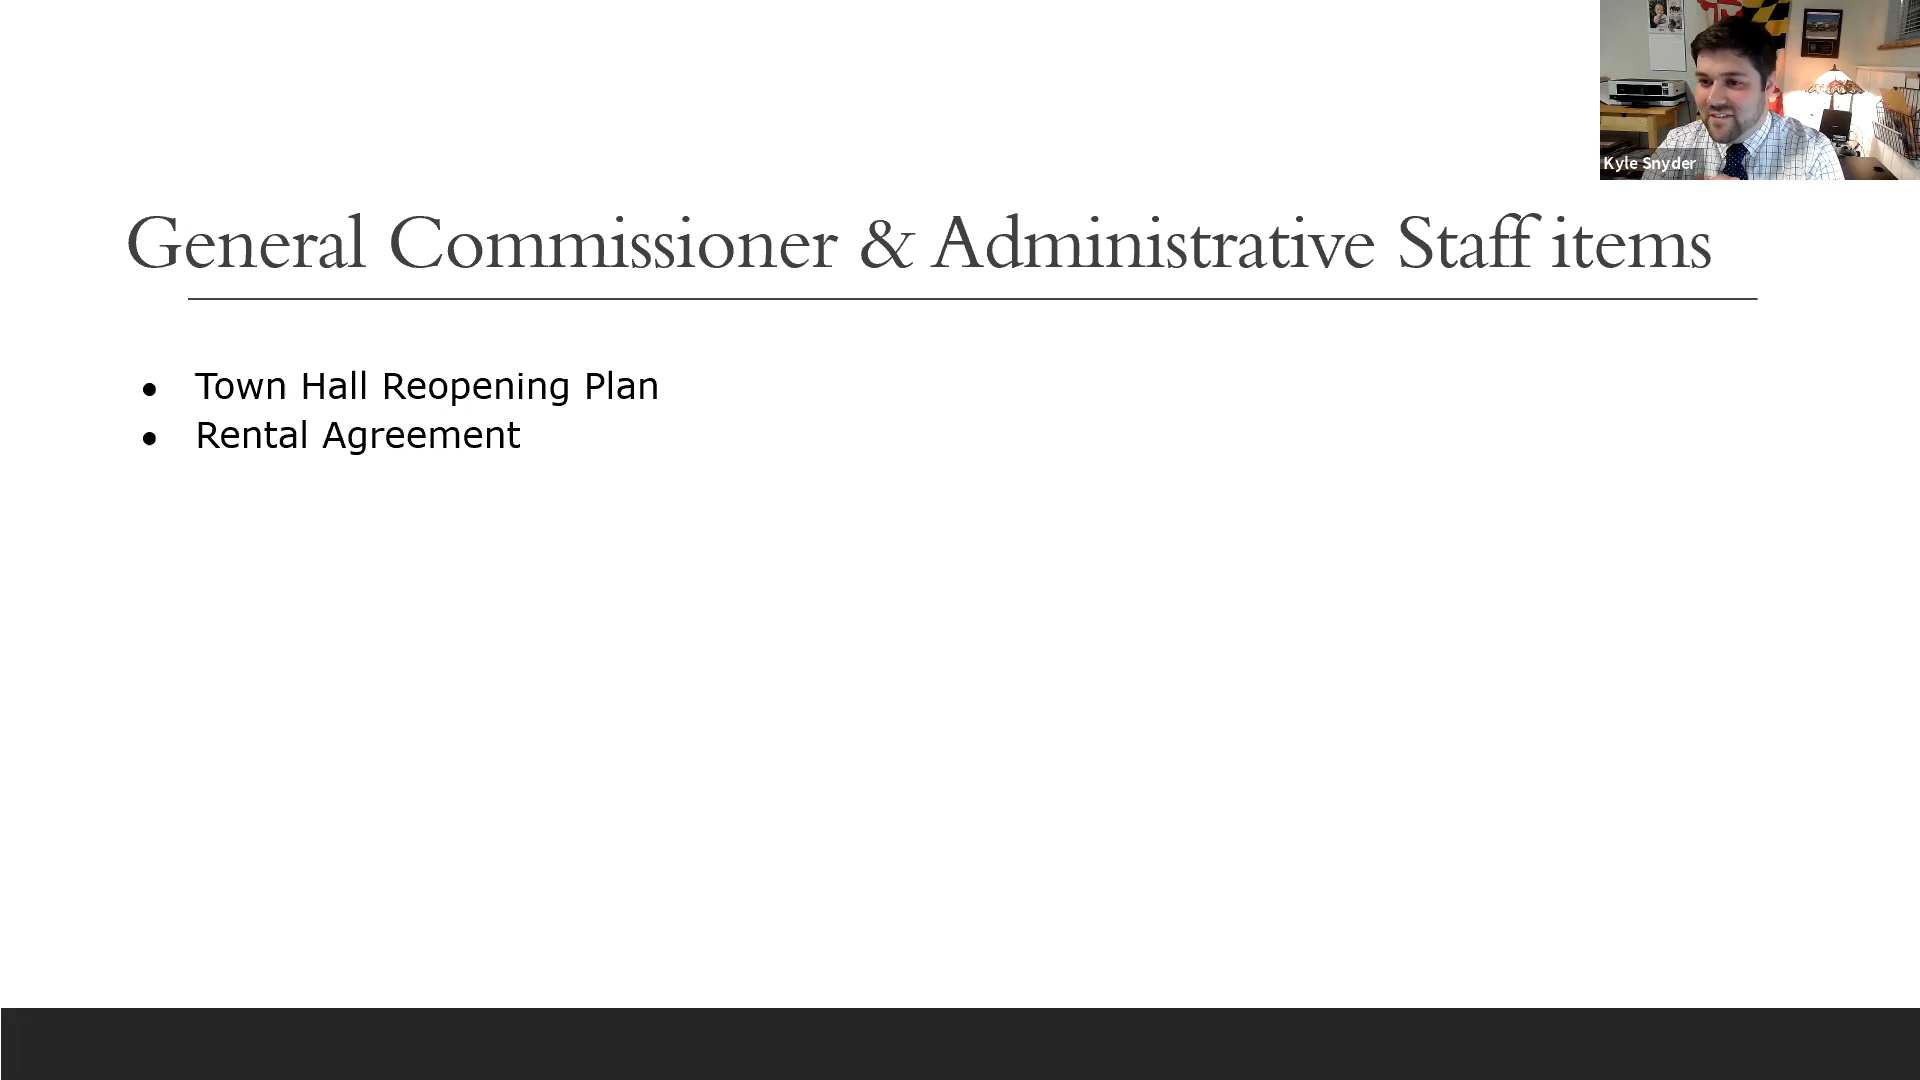 Kyle Snyder
General Commissioner & Administrative Staff items
● Town Hall Reopening Plan
● Rental Agreement